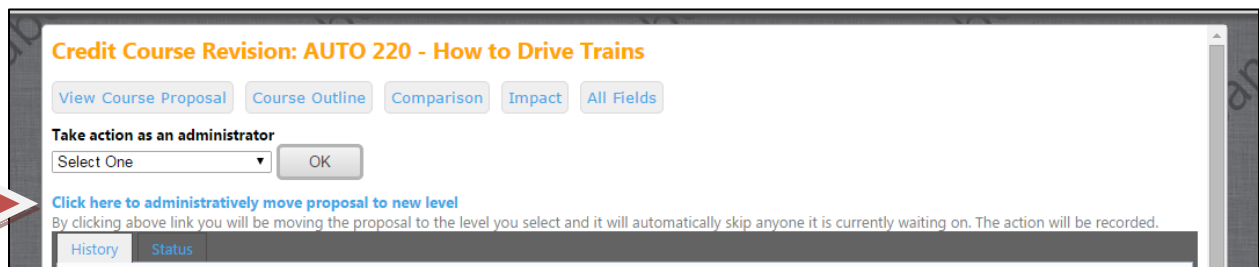 Credit Course Revision: AUTO 220 - How to Drive Trains
View Course Proposal Course Outline Comparison Impact All Fields
Take action as an administrator
Select One OK
Click here to administratively move proposal to new level
By clicking above link you will be moving the proposal to the level you select and it will automatically skip anyone it is currently waiting on. The action will be recorded.
History Status